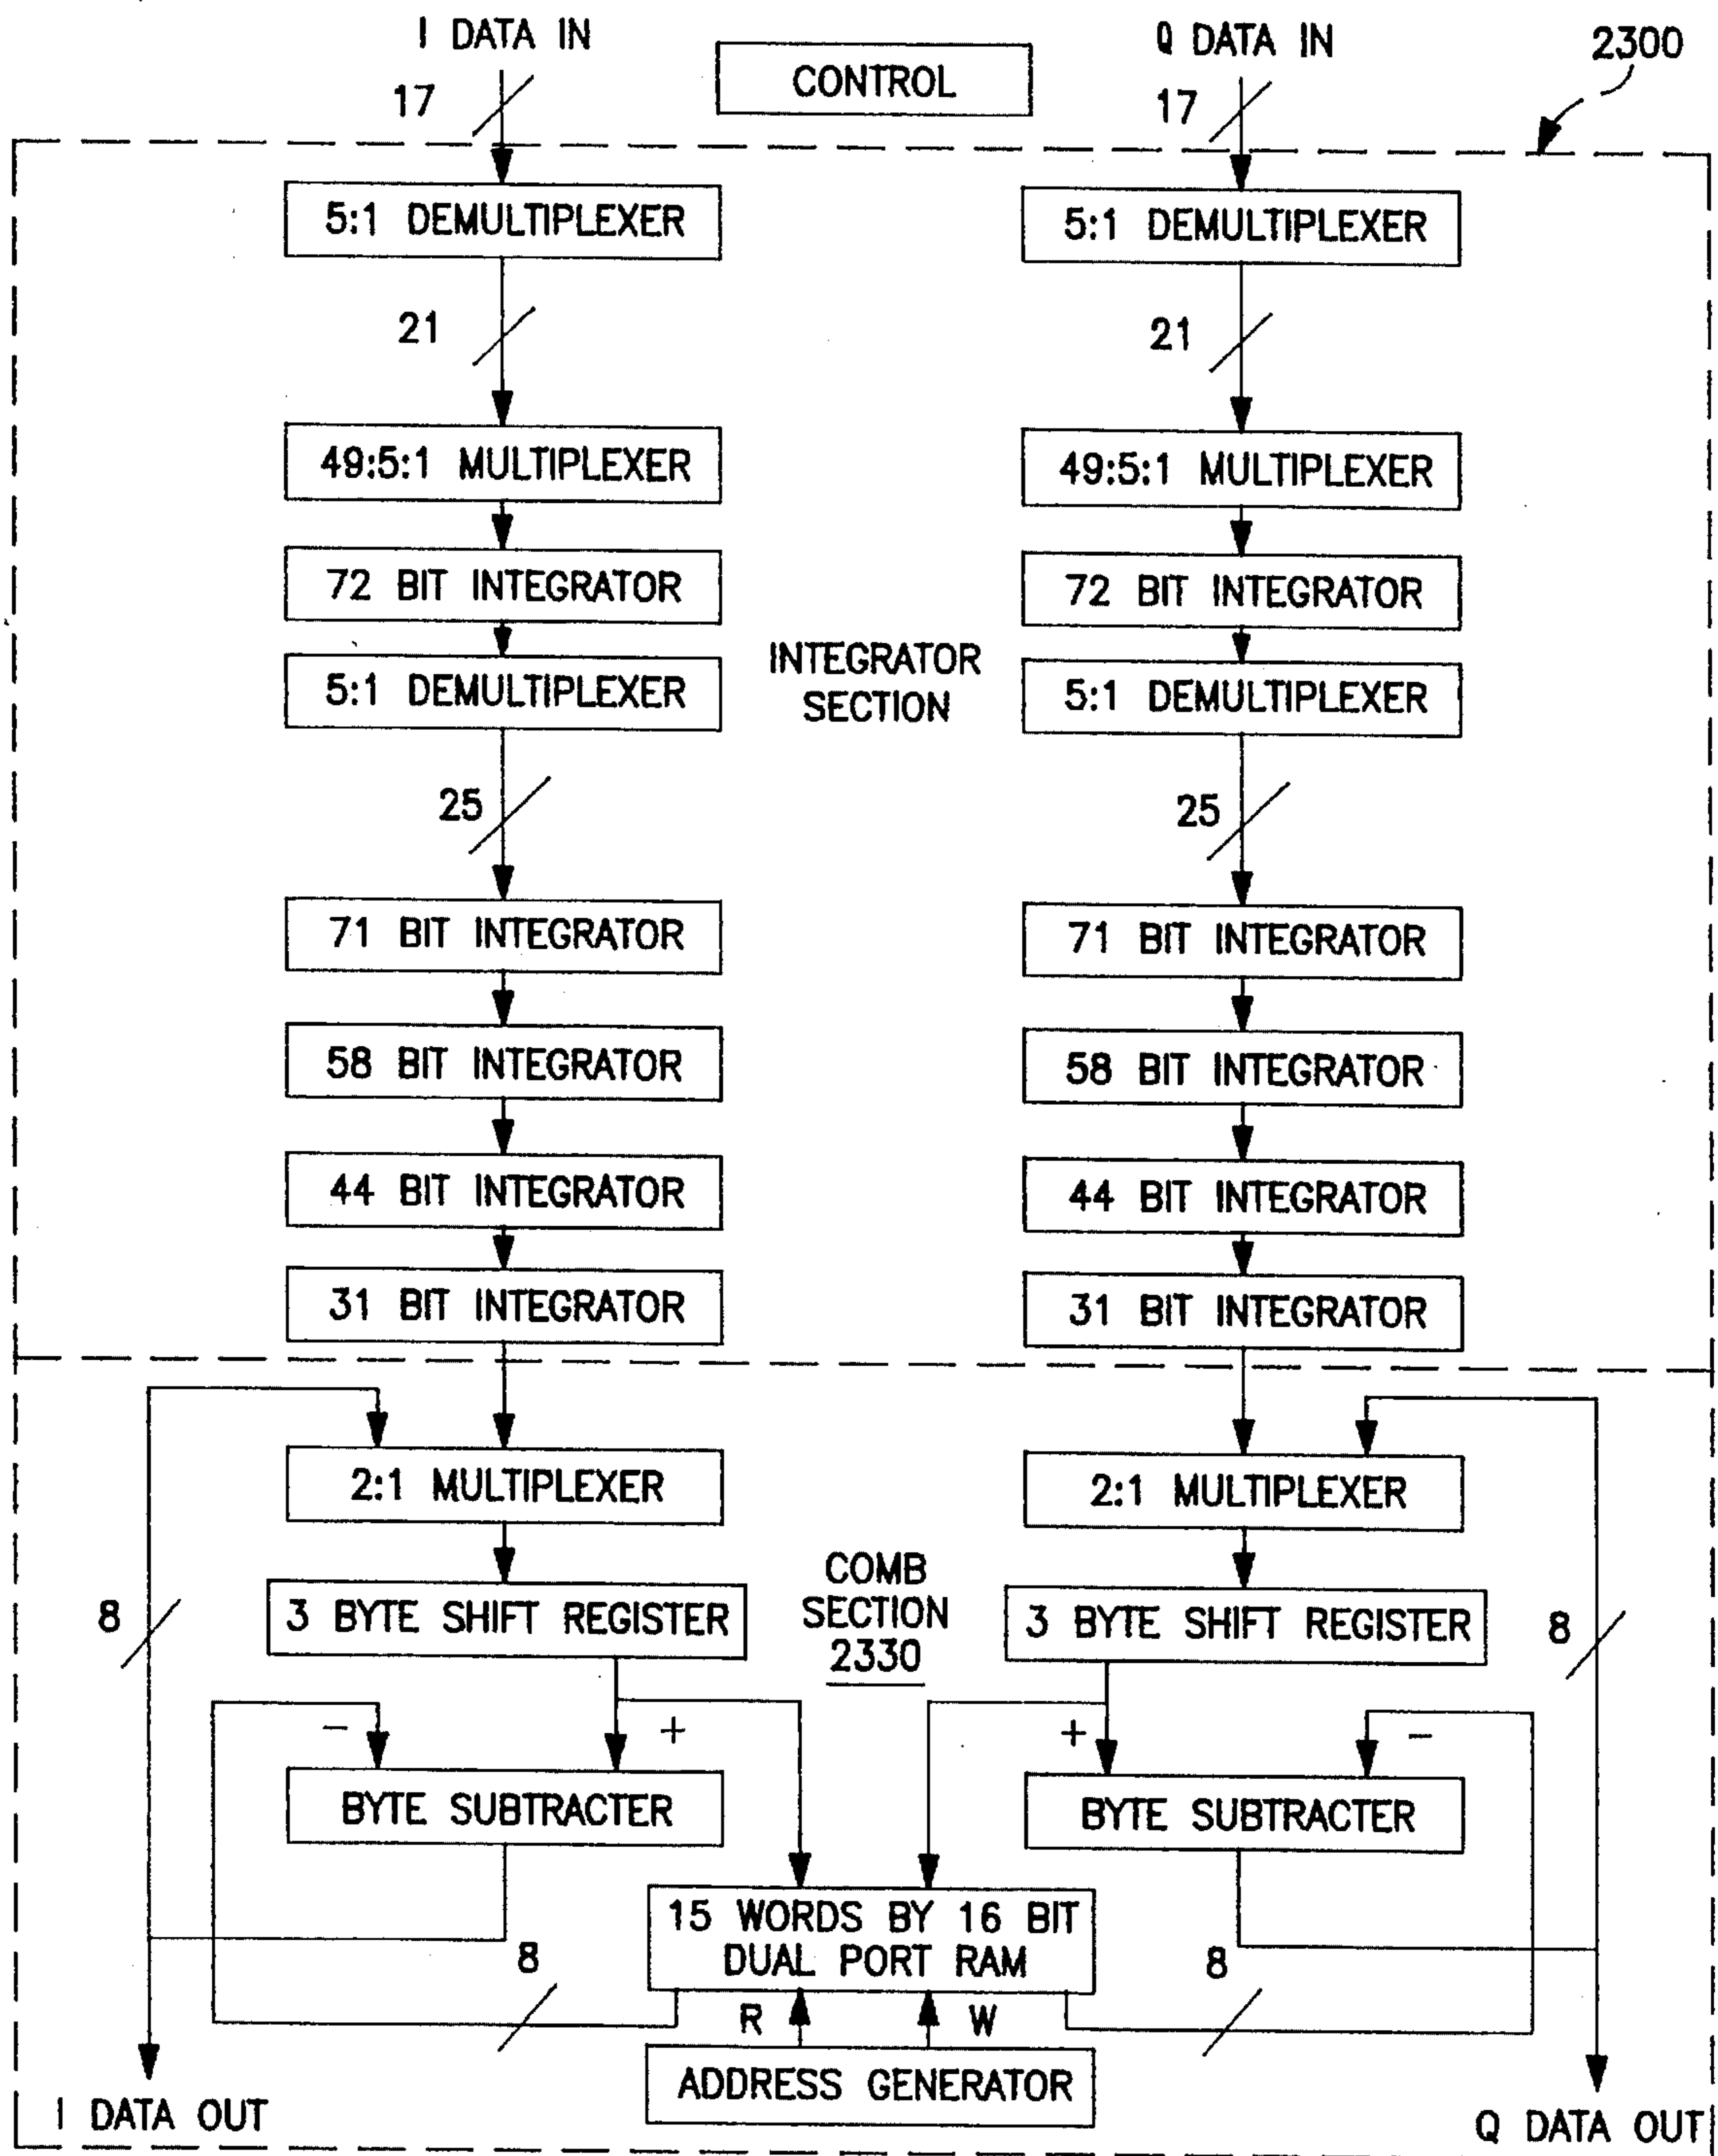 I DATA IN
Q DATA IN
2300
CONTROL
17
17
5:1 DEMULTIPLEXER
5:1 DEMULTIPLEXER
21
21
49:5:1 MULTIPLEXER
49:5:1 MULTIPLEXER
72 BIT INTEGRATOR
72 BIT INTEGRATOR
INTEGRATOR
SECTION
5:1 DEMULTIPLEXER
5:1 DEMULTIPLEXER
25
25
71 BIT INTEGRATOR
71 BIT INTEGRATOR
58 BIT INTEGRATOR
58 BIT INTEGRATOR
44 BIT INTEGRATOR
44 BIT INTEGRATOR
31 BIT INTEGRATOR
31 BIT INTEGRATOR
2:1 MULTIPLEXER
2:1 MULTIPLEXER
COMB
SECTION
2330
8
3 BYTE SHIFT REGISTER
3 BYTE SHIFT REGISTER
8
−
+
+
−
BYTE SUBTRACTER
BYTE SUBTRACTER
15 WORDS BY 16 BIT
DUAL PORT RAM
8
8
R
W
ADDRESS GENERATOR
I DATA OUT
Q DATA OUT